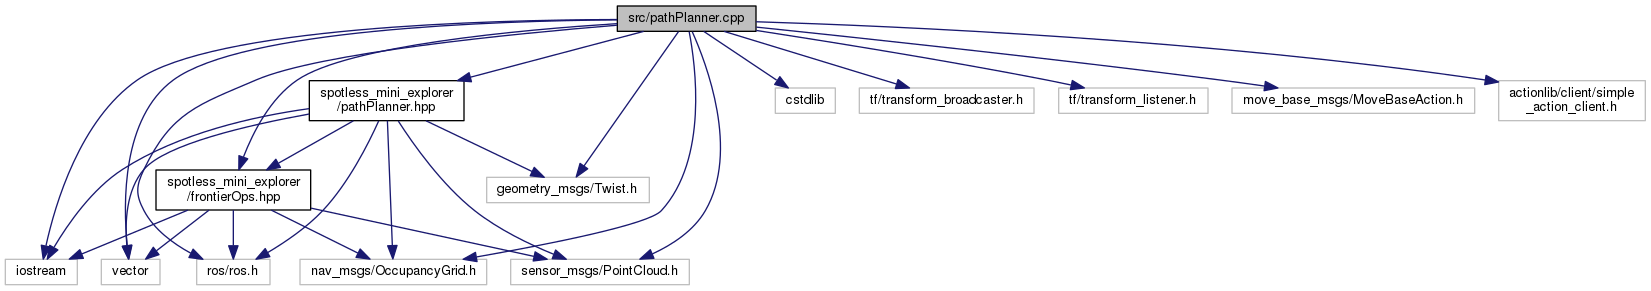 src/pathPlanner.cpp
spotless_mini_explorer
/pathPlanner.hpp
cstdlib
tf/transform_broadcaster.h
tf/transform_listener.h
move_base_msgs/MoveBaseAction.h
actionlib/client/simple
_action_client.h
spotless_mini_explorer
/frontierOps.hpp
geometry_msgs/Twist.h
iostream
vector
ros/ros.h
nav_msgs/OccupancyGrid.h
sensor_msgs/PointCloud.h